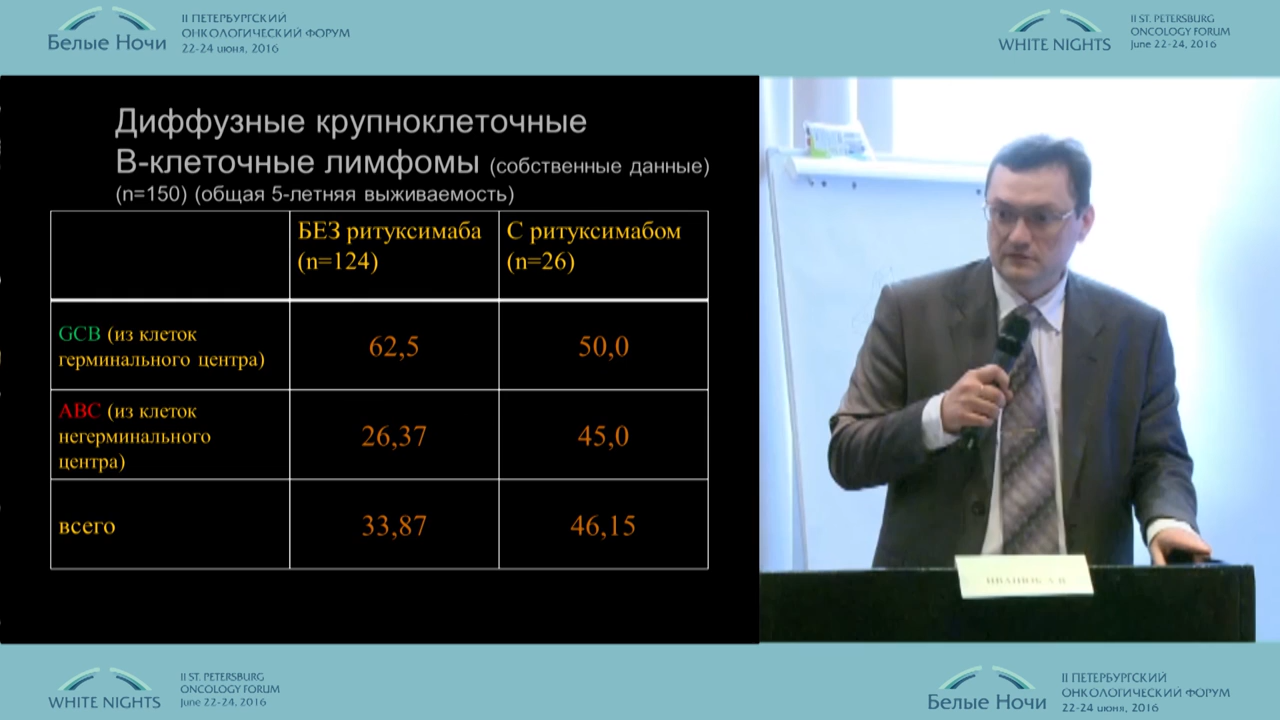 Белые Ночи
II ПЕТЕРБУРГСКИЙ
ОНКОЛОГИЧЕСКИЙ ФОРУМ
22-24 июня, 2016
WHITE NIGHTS
II ST. PETERSBURG
ONCOLOGY FORUM
June 22-24, 2016
Диффузные крупноклеточные
В-клеточные лимфомы (собственные данные)
(n=150) (общая 5-летняя выживаемость)
БЕЗ ритуксимаба
(n=124)
С ритуксимабом
(n=26)
GCB (из клеток
герминального центра)
62,5
50,0
ABC (из клеток
негерминального
центра)
26,37
45,0
всего
33,87
46,15
WHITE NIGHTS
II ST. PETERSBURG
ONCOLOGY FORUM
June 22-24, 2016
Белые Ночи
II ПЕТЕРБУРГСКИЙ
ОНКОЛОГИЧЕСКИЙ ФОРУМ
22-24 июня, 2016